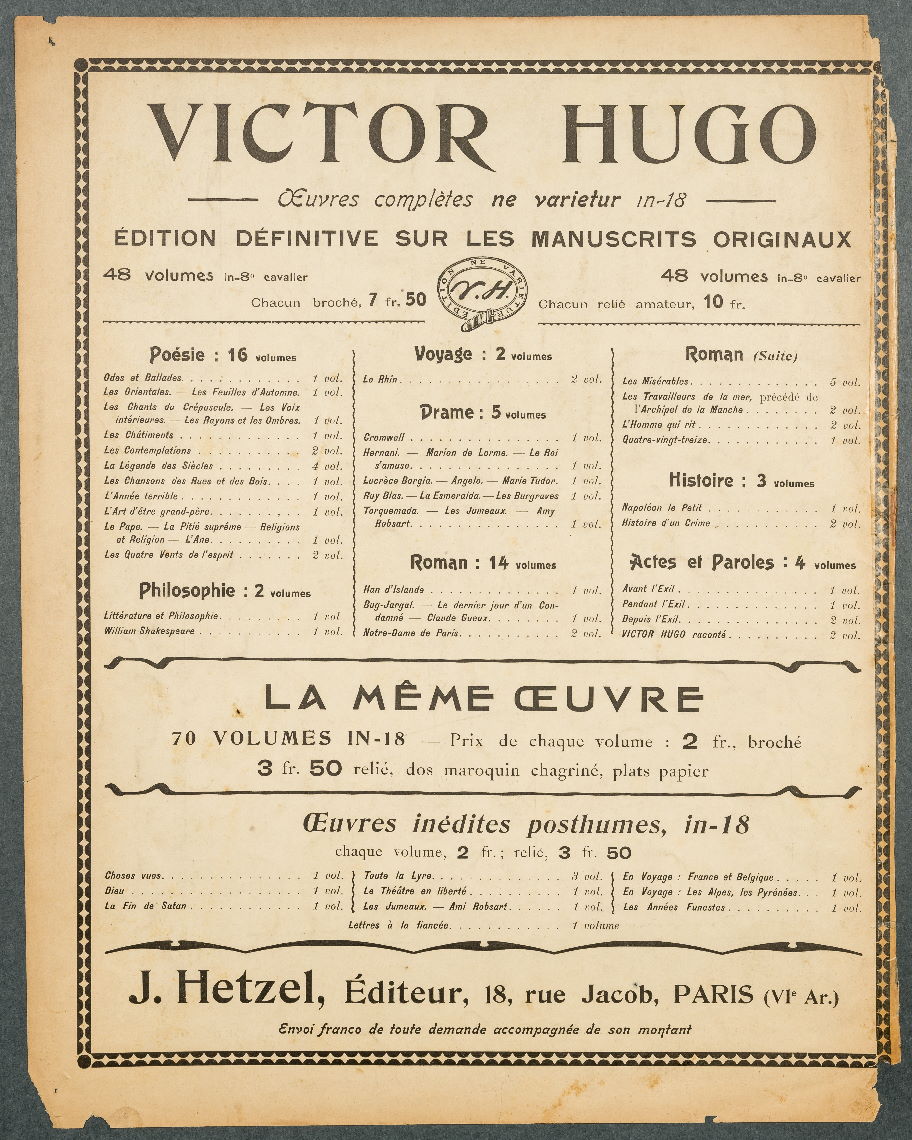 VICTOR HUGO
Œuvres complètes ne varietur in-18
ÉDITION DÉFINITIVE SUR LES MANUSCRITS ORIGINAUX
48 volumes in-8º cavalier
Chacun broché, 7 fr. 50
EDITION NE VARIETUR
V.H.
48 volumes in-8º cavalier
Chacun relié amateur, 10 fr.
Poésie : 16 volumes
Odes et Ballades. . . . . . . . . . . . 1 vol.
Les Orientales. — Les Feuilles d'Automne. 1 vol.
Les Chants du Crépuscule. — Les Voix
intérieures. — Les Rayons et les Ombres. 1 vol.
Les Châtiments . . . . . . . . . . . . 1 vol.
Les Contemplations . . . . . . . . . . 2 vol.
La Légende des Siècles . . . . . . . . 4 vol.
Les Chansons des Rues et des Bois. . . . 1 vol.
L'Année terrible. . . . . . . . . . . . 1 vol.
L'Art d'être grand-père. . . . . . . . . 1 vol.
Le Pape. — La Pitié suprême — Religions
et Religion — L'Ane. . . . . . . . . . 1 vol.
Les Quatre Vents de l'esprit . . . . . . . 2 vol.
Philosophie : 2 volumes
Littérature et Philosophie. . . . . . . . 1 vol
William Shakespeare . . . . . . . . . . 1 vol.
Voyage : 2 volumes
Le Rhin. . . . . . . . . . . . . . . . 2 vol.
Drame : 5 volumes
Cromwell . . . . . . . . . . . . . . . 1 vol.
Hernani. — Marion de Lorme. — Le Roi
s'amuse. . . . . . . . . . . . . . . . 1 vol.
Lucrèce Borgia. — Angelo. — Marie Tudor. 1 vol.
Ruy Blas. — La Esmeralda. — Les Burgraves 1 vol.
Torquemada. — Les Jumeaux. — Amy
Robsart. . . . . . . . . . . . . . . . 1 vol.
Roman : 14 volumes
Han d'Islande . . . . . . . . . . . . . 1 vol.
Bug-Jargal. — Le dernier jour d'un Con-
damné — Claude Gueux. . . . . . . . . 1 vol.
Notre-Dame de Paris. . . . . . . . . . . 2 vol.
Roman (Suite)
Les Misérables. . . . . . . . . . . . . 5 vol.
Les Travailleurs de la mer, précédé de
l'Archipel de la Manche . . . . . . . . 2 vol.
L'Homme qui rit . . . . . . . . . . . . 2 vol.
Quatre-vingt-treize. . . . . . . . . . . 1 vol.
Histoire : 3 volumes
Napoléon le Petit . . . . . . . . . . . 1 vol.
Histoire d'un Crime . . . . . . . . . . 2 vol.
Actes et Paroles : 4 volumes
Avant l'Exil . . . . . . . . . . . . . . 1 vol.
Pendant l'Exil. . . . . . . . . . . . . 1 vol.
Depuis l'Exil. . . . . . . . . . . . . . 2 vol.
VICTOR HUGO raconté. . . . . . . . . . . 2 vol.
LA MÊME ŒUVRE
70 VOLUMES IN-18 — Prix de chaque volume : 2 fr., broché
3 fr. 50 relié, dos maroquin chagriné, plats papier
Œuvres inédites posthumes, in-18
chaque volume, 2 fr. ; relié, 3 fr. 50
Choses vues. . . . . . . . . . . . . . 1 vol.
Dieu . . . . . . . . . . . . . . . . . 1 vol.
La Fin de Satan . . . . . . . . . . . . 1 vol.
Toute la Lyre. . . . . . . . . . . . . . 3 vol.
Le Théâtre en liberté . . . . . . . . . . 1 vol.
Les Jumeaux. — Ami Robsart. . . . . . . 1 vol.
En Voyage : France et Belgique . . . . . 1 vol.
En Voyage : Les Alpes, les Pyrénées. . . 1 vol.
Les Années Funestes . . . . . . . . . . 1 vol.
Lettres à la fiancée. . . . . . . . . . . 1 volume
J. Hetzel, Éditeur, 18, rue Jacob, PARIS (VIe Ar.)
Envoi franco de toute demande accompagnée de son montant